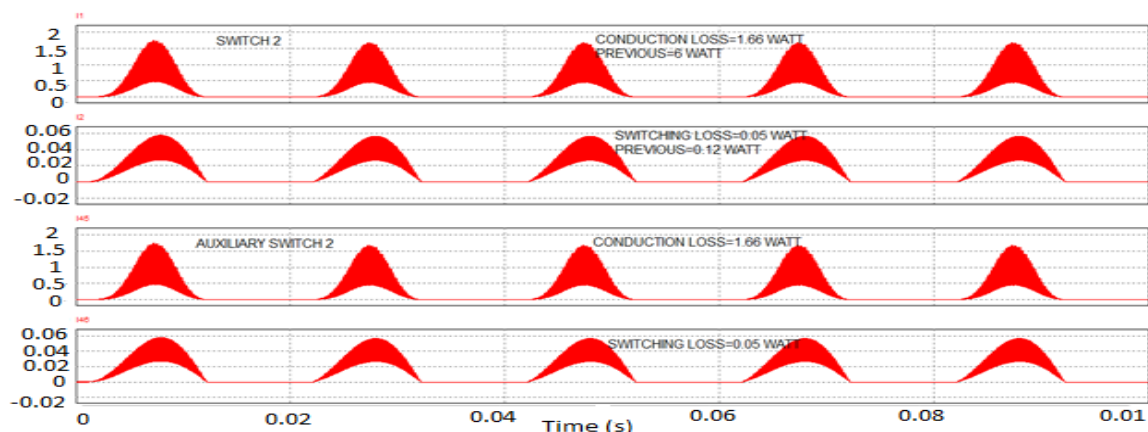 I1
2
1.5
1
0.5
0
SWITCH 2
CONDUCTION LOSS=1.66 WATT
PREVIOUS=6 WATT
I2
0.06
0.04
0.02
0
-0.02
SWITCHING LOSS=0.05 WATT
PREVIOUS=0.12 WATT
I45
2
1.5
1
0.5
0
AUXILIARY SWITCH 2
CONDUCTION LOSS=1.66 WATT
I46
0.06
0.04
0.02
0
-0.02
SWITCHING LOSS=0.05 WATT
0 0.02 0.04 0.06 0.08 0.01
Time (s)